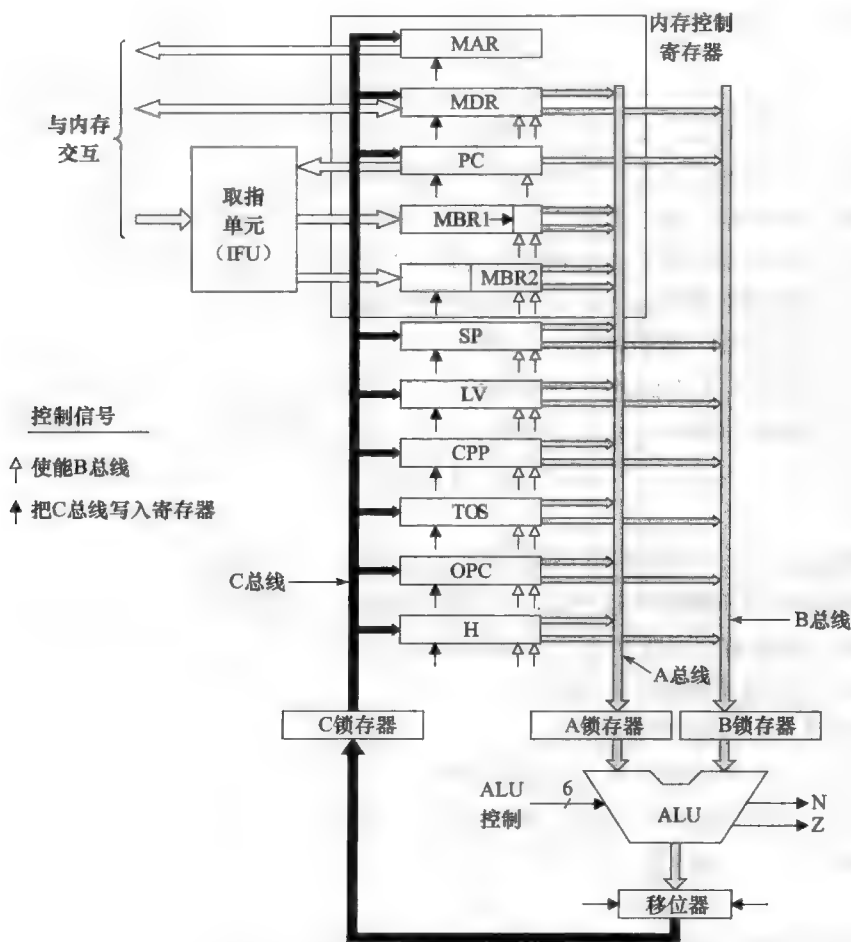 内存控制
寄存器
MAR
MDR
与内存
交互
PC
取指
单元
(IFU)
MBR1
MBR2
SP
LV
控制信号
CPP
使能B总线
TOS
把C总线写入寄存器
OPC
C总线
H
B总线
A总线
C锁存器
A锁存器
B锁存器
ALU
控制
6
ALU
N
Z
移位器